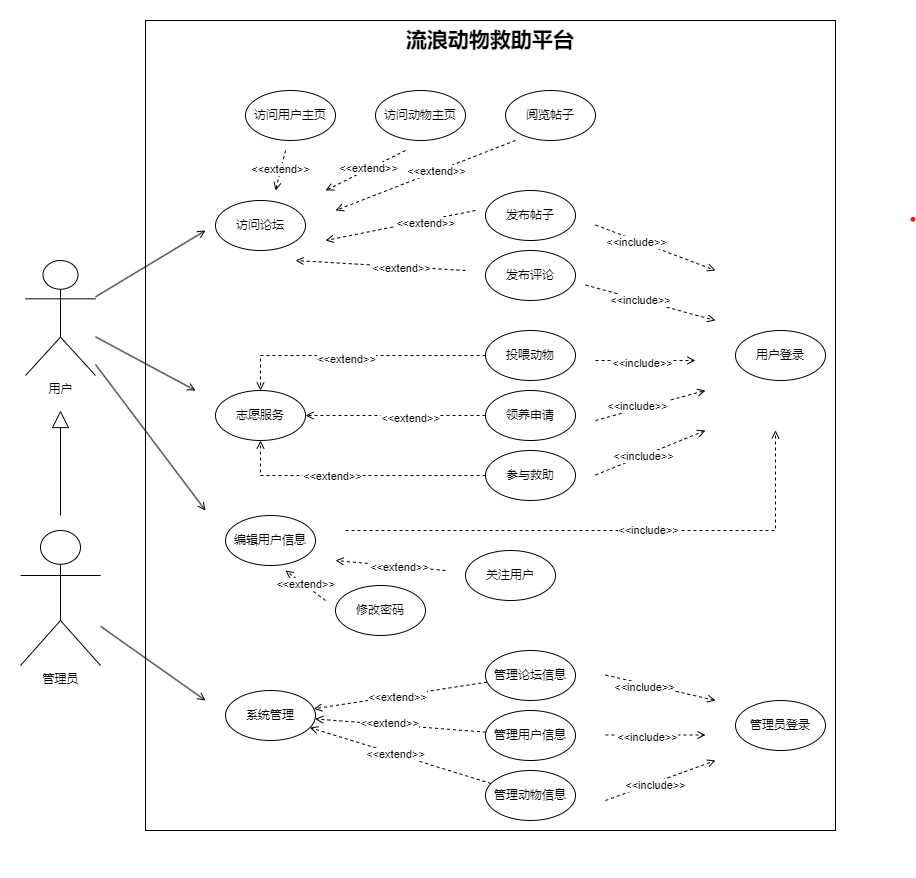 流浪动物救助平台
访问用户主页
访问动物主页
阅览帖子
<<extend>>
<<extend>>
<<extend>>
访问论坛
<<extend>>
发布帖子
<<include>>
<<extend>>
发布评论
<<include>>
用户
<<extend>>
投喂动物
<<include>>
用户登录
志愿服务
<<extend>>
领养申请
<<include>>
<<extend>>
参与救助
<<include>>
编辑用户信息
<<include>>
<<extend>>
关注用户
<<extend>>
修改密码
管理员
管理论坛信息
<<include>>
<<extend>>
系统管理
<<extend>>
管理用户信息
<<include>>
管理员登录
<<extend>>
管理动物信息
<<include>>